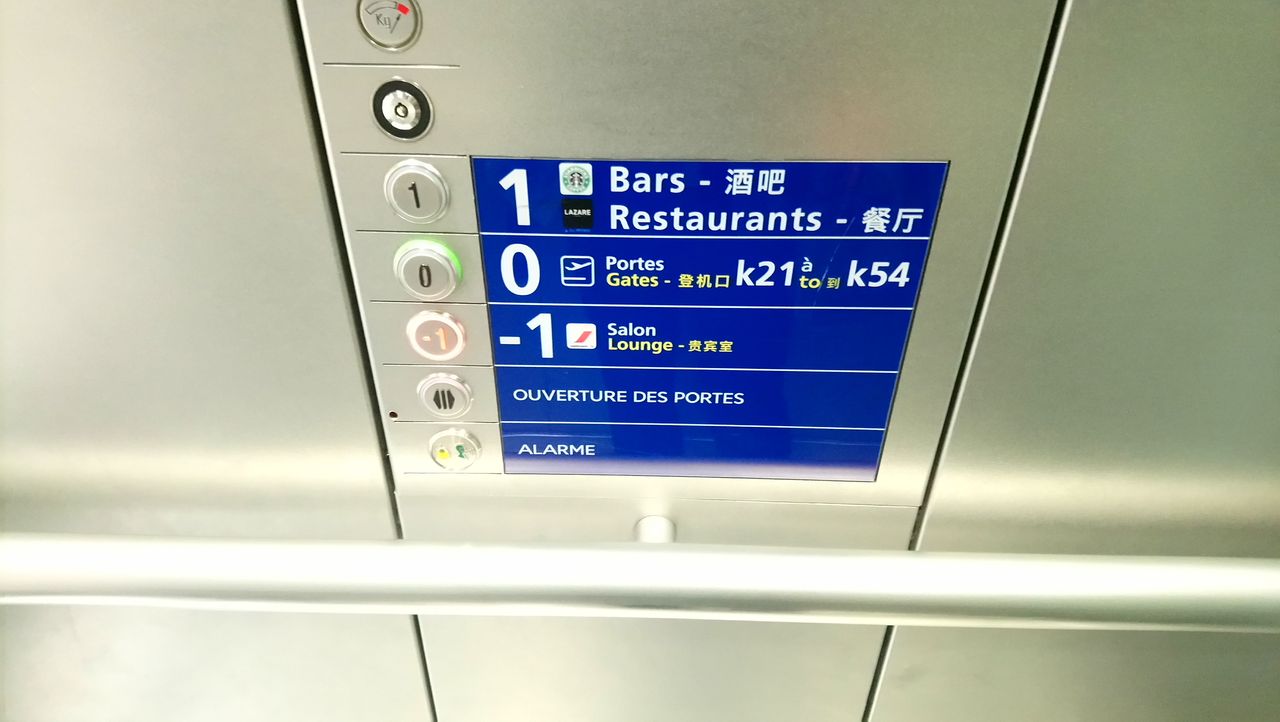 Kg
1
1
Bars - 酒吧
LAZARE
Restaurants - 餐厅
0
0
Portes
Gates - 登机口
k21 à to 到 k54
-1
-1
Salon
Lounge - 贵宾室
OUVERTURE DES PORTES
ALARME